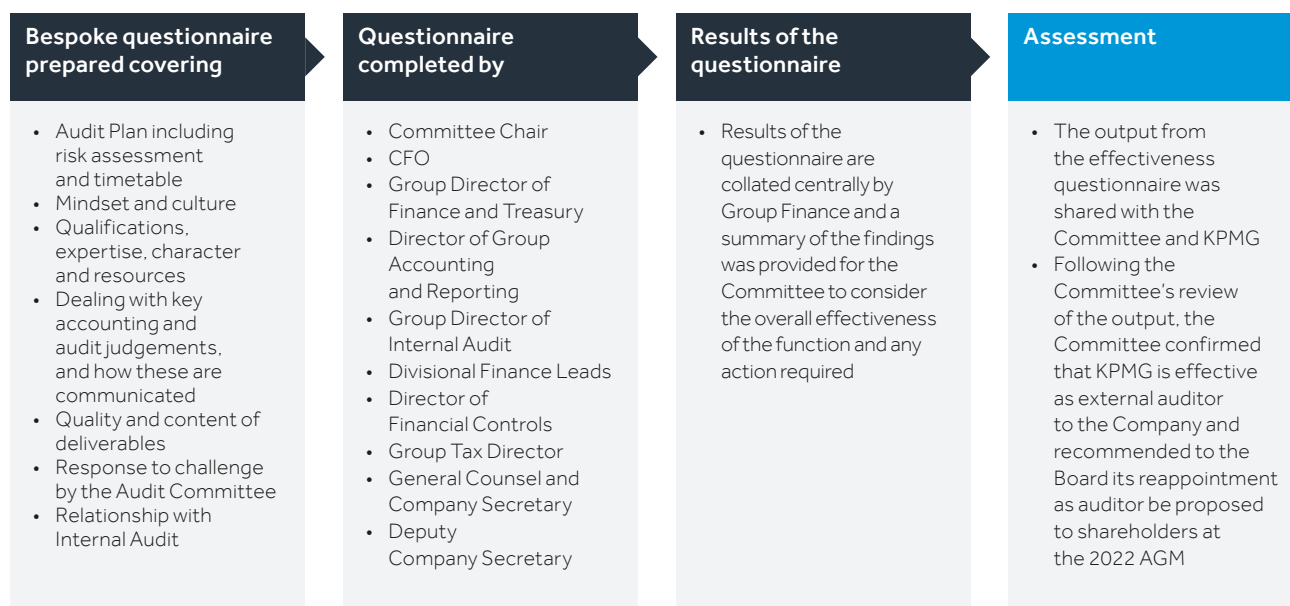 Bespoke questionnaire
prepared covering
• Audit Plan including
risk assessment
and timetable
• Mindset and culture
• Qualifications,
expertise, character
and resources
• Dealing with key
accounting and
audit judgements,
and how these are
communicated
• Quality and content of
deliverables
• Response to challenge
by the Audit Committee
• Relationship with
Internal Audit
Questionnaire
completed by
• Committee Chair
• CFO
• Group Director of
Finance and Treasury
• Director of Group
Accounting
and Reporting
• Group Director of
Internal Audit
• Divisional Finance Leads
• Director of
Financial Controls
• Group Tax Director
• General Counsel and
Company Secretary
• Deputy
Company Secretary
Results of the
questionnaire
• Results of the
questionnaire are
collated centrally by
Group Finance and a
summary of the findings
was provided for the
Committee to consider
the overall effectiveness
of the function and any
action required
Assessment
• The output from
the effectiveness
questionnaire was
shared with the
Committee and KPMG
• Following the
Committee's review
of the output, the
Committee confirmed
that KPMG is effective
as external auditor
to the Company and
recommended to the
Board its reappointment
as auditor be proposed
to shareholders at
the 2022 AGM